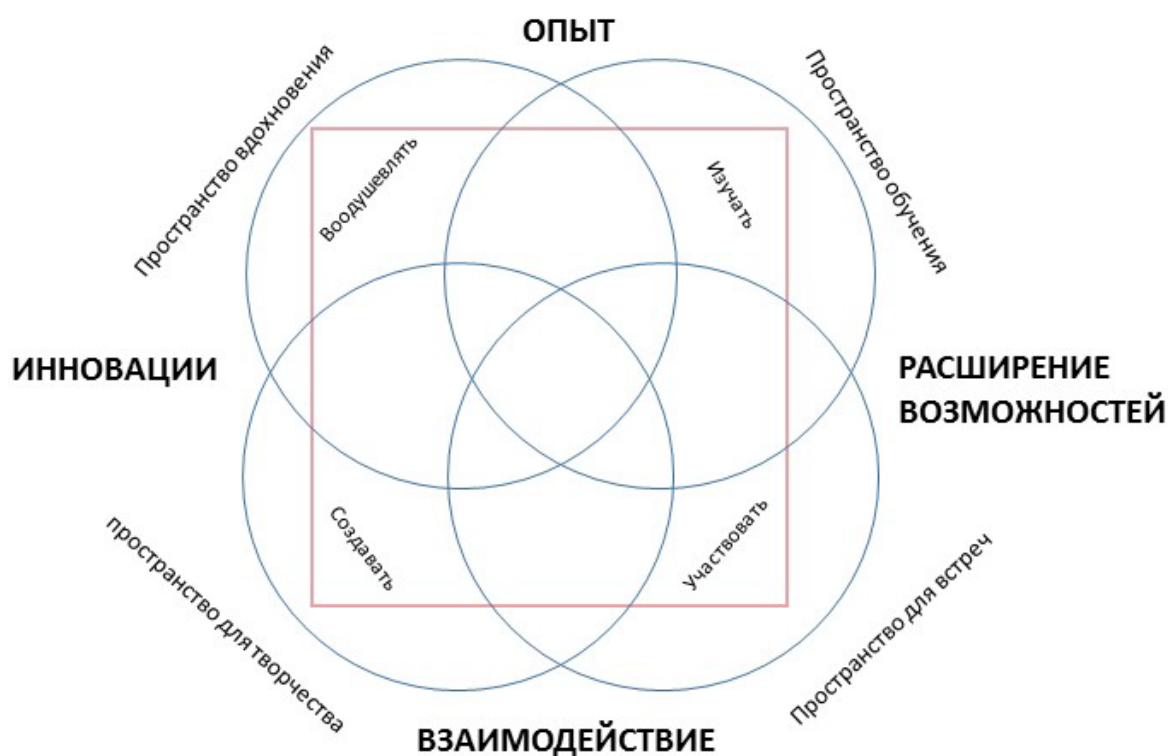 ОПЫТ
Пространство вдохновения
Пространство обучения
Воодушевлять
Изучать
ИННОВАЦИИ
РАСШИРЕНИЕ
ВОЗМОЖНОСТЕЙ
Создавать
Участвовать
пространство для творчества
Пространство для встреч
ВЗАИМОДЕЙСТВИЕ